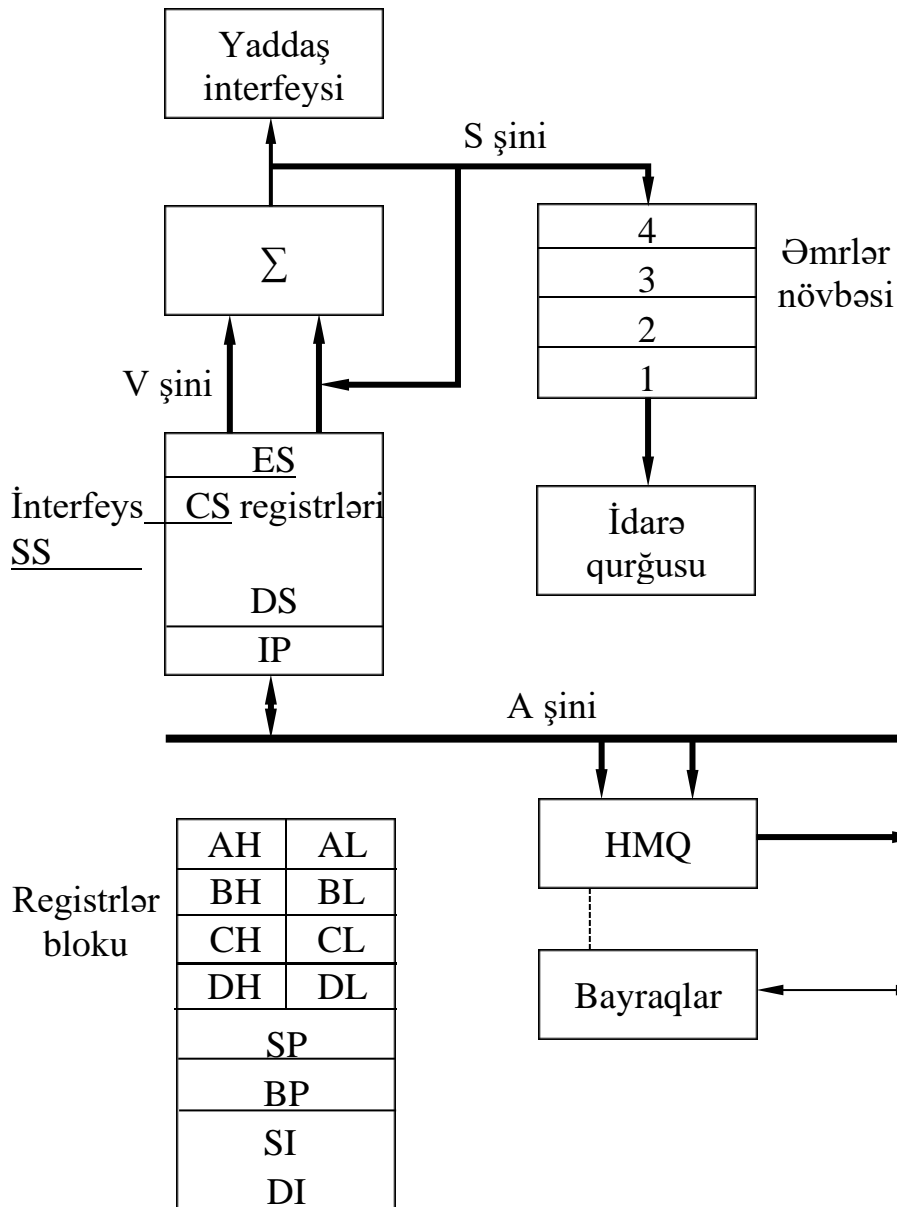 Yaddaş
interfeysi
S şini
∑
4
3
2
1
Əmrlər
növbəsi
V şini
ES
İnterfeys CS registrləri
SS
DS
IP
İdarə
qurğusu
A şini
HMQ
Bayraqlar
Registrlər
bloku
AH AL
BH BL
CH CL
DH DL
SP
BP
SI
DI